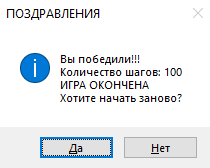 ПОЗДРАВЛЕНИЯ
Вы победили!!!
Количество шагов: 100
ИГРА ОКОНЧЕНА
Хотите начать заново?
Да
Нет